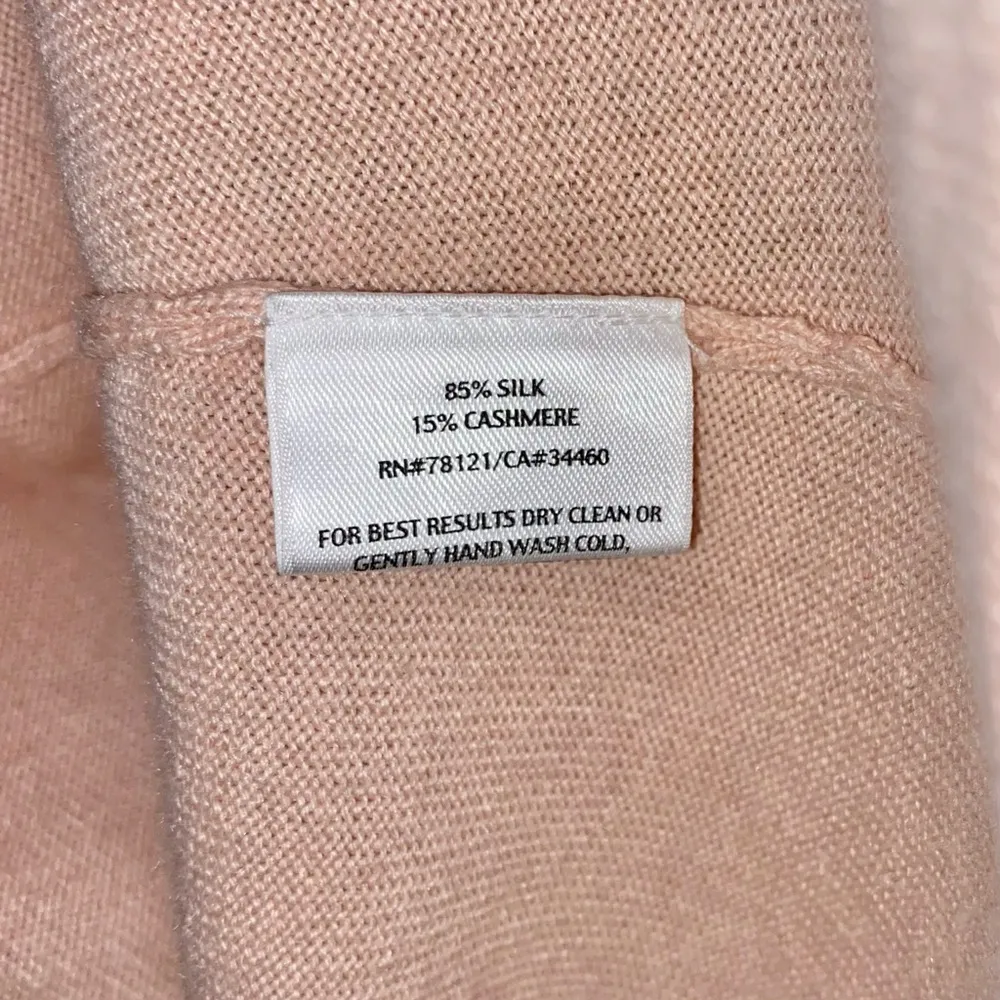 85% SILK
15% CASHMERE
RN#78121/CA#34460
FOR BEST RESULTS DRY CLEAN OR
GENTLY HAND WASH COLD,